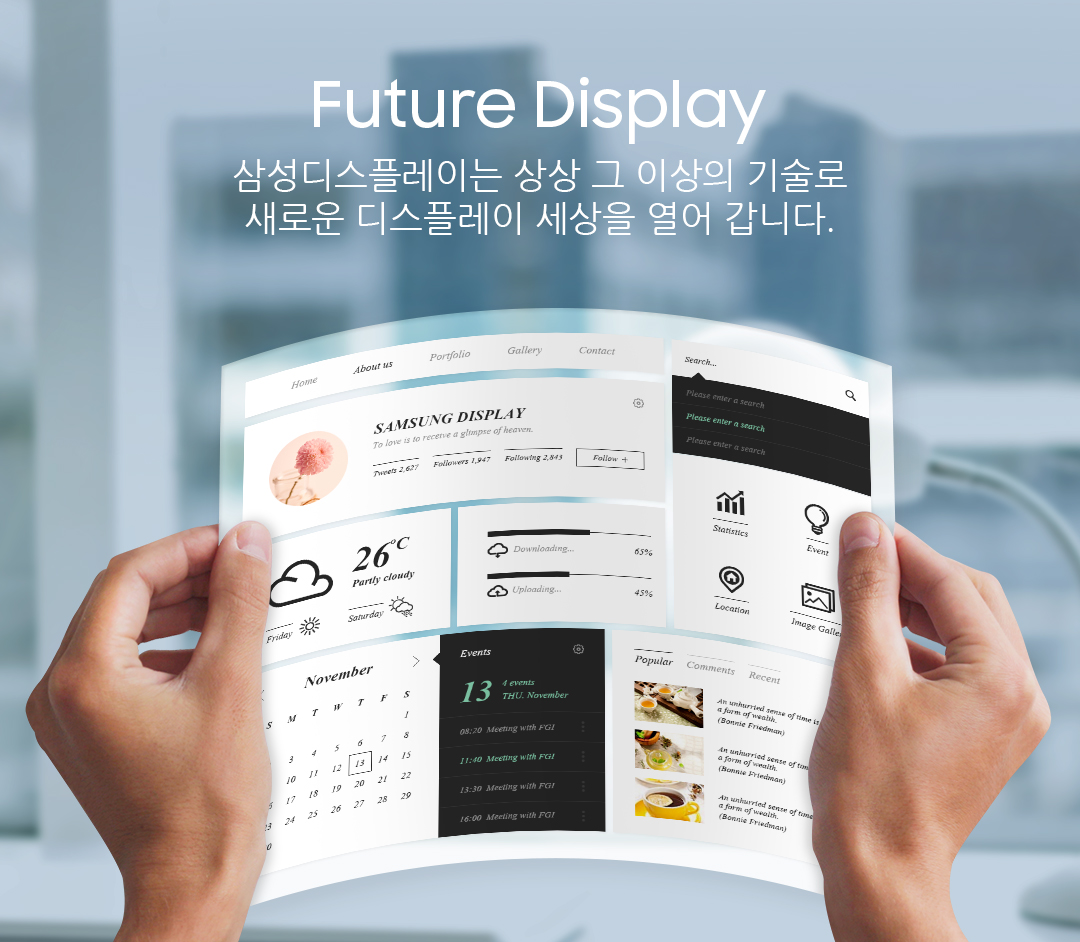 Future Display
삼성디스플레이는 상상 그 이상의 기술로
새로운 디스플레이 세상을 열어 갑니다.
Home About us Portfolio Gallery Contact
Search...
Please enter a search
Please enter a search
Please enter a search
SAMSUNG DISPLAY
To love is to receive a glimpse of heaven.
Tweets 2,627 Followers 1,947 Following 2,843 Follow +
26°C
Partly cloudy
Friday Saturday
Downloading... 65%
Uploading... 45%
Statistics Event
Location Image Galle
November
S M T W T F S
1
3 4 5 6 7 8
10 11 12 13 14 15
16 17 18 19 20 21 22
24 25 26 27 28 29
Events
13
4 events
THU. November
08:20 Meeting with FGI
11:40 Meeting with FGI
13:30 Meeting with FGI
16:00 Meeting with FGI
Popular Comments Recent
An unhurried sense of time is
a form of wealth.
(Bonnie Friedman)
An unhurried sense of tim
a form of wealth.
(Bonnie Friedman)
An unhurried sense of time
a form of wealth.
(Bonnie Friedman)